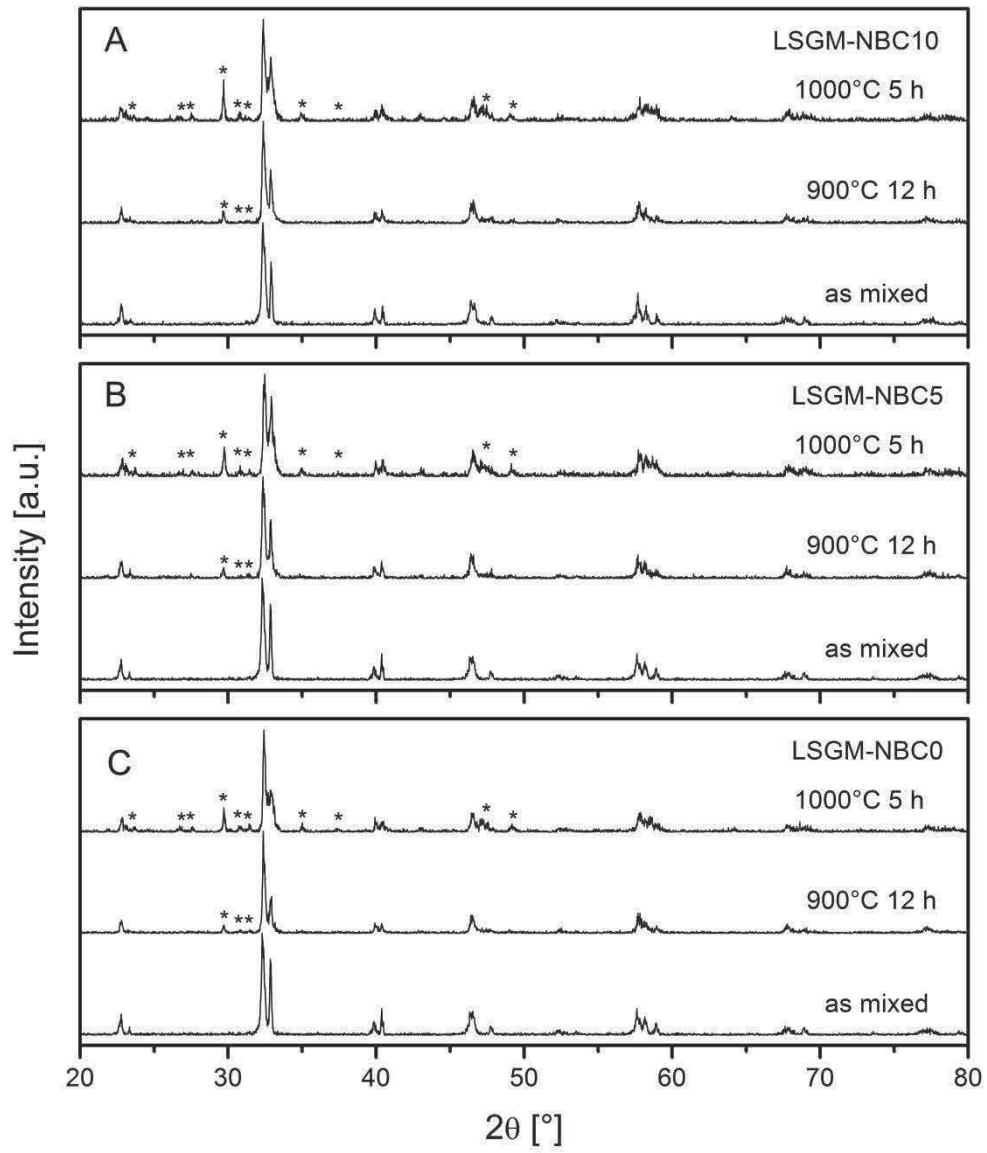 A
LSGM-NBC10
* ** * ** * * * *
1000°C 5 h
* **
900°C 12 h
as mixed
B
LSGM-NBC5
* ** * ** * * * *
1000°C 5 h
* **
900°C 12 h
as mixed
C
LSGM-NBC0
* ** * ** * * * *
1000°C 5 h
* **
900°C 12 h
as mixed
Intensity [a.u.]
20 30 40 50 60 70 80
2θ [°]